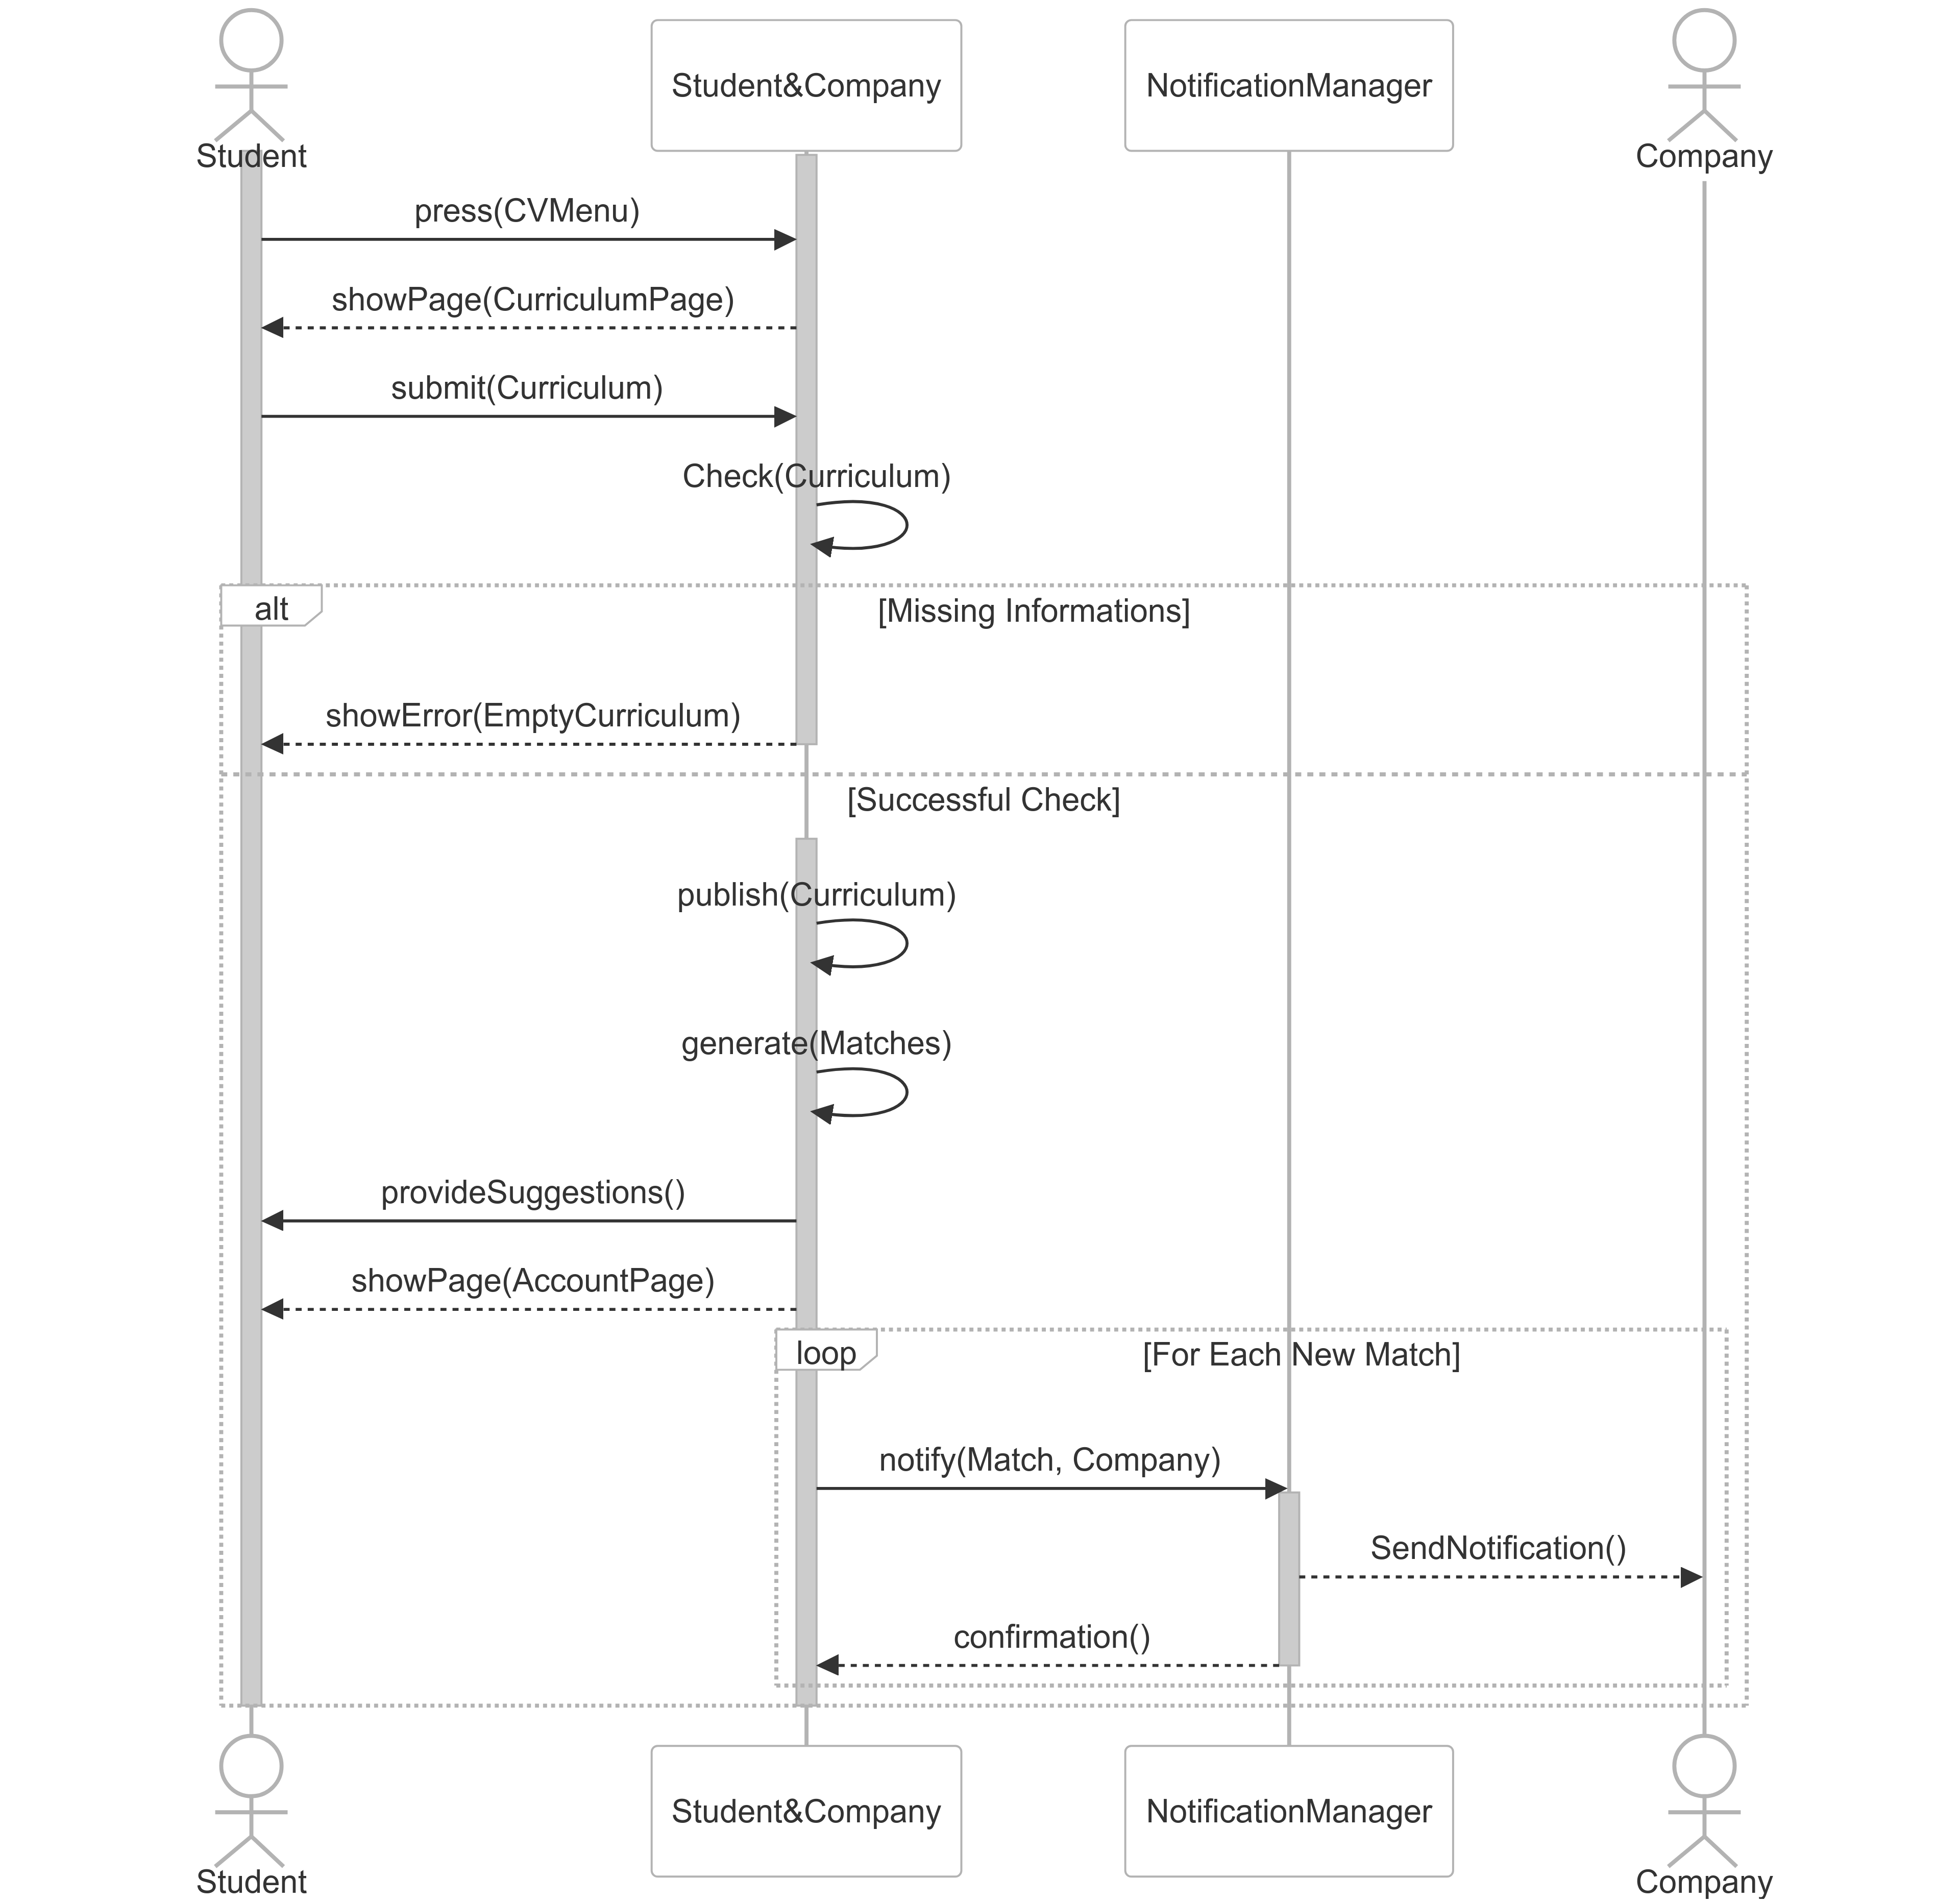 Student
Student&Company
NotificationManager
Company
press(CVMenu)
showPage(CurriculumPage)
submit(Curriculum)
Check(Curriculum)
alt
[Missing Informations]
showError(EmptyCurriculum)
[Successful Check]
publish(Curriculum)
generate(Matches)
provideSuggestions()
showPage(AccountPage)
loop
[For Each New Match]
notify(Match, Company)
SendNotification()
confirmation()
Student
Student&Company
NotificationManager
Company